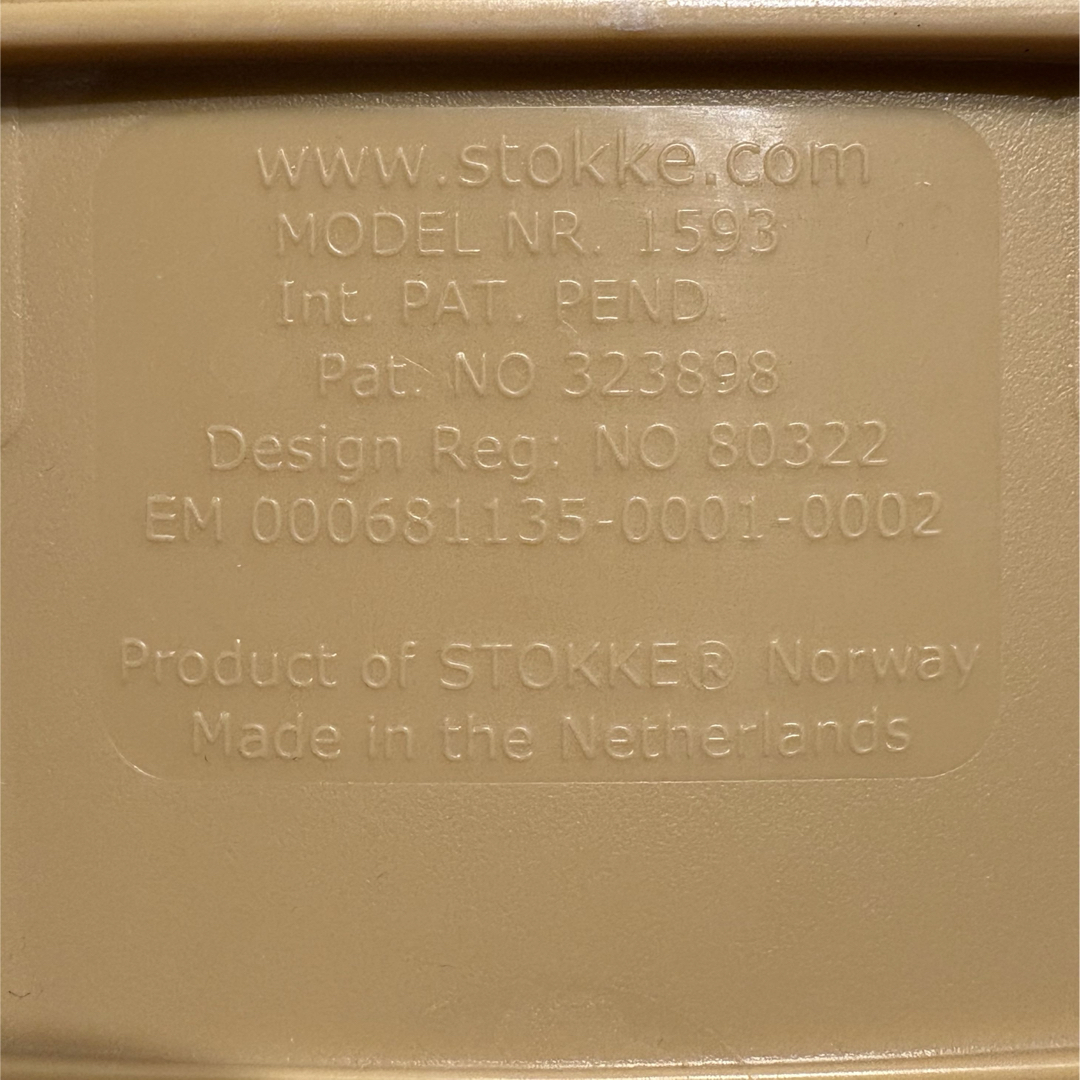 www.stokke.com
MODEL NR. 1593
Int. PAT. PEND.
Pat: NO 323898
Design Reg: NO 80322
EM 000681135-0001-0002
Product of STOKKE® Norway
Made in the Netherlands